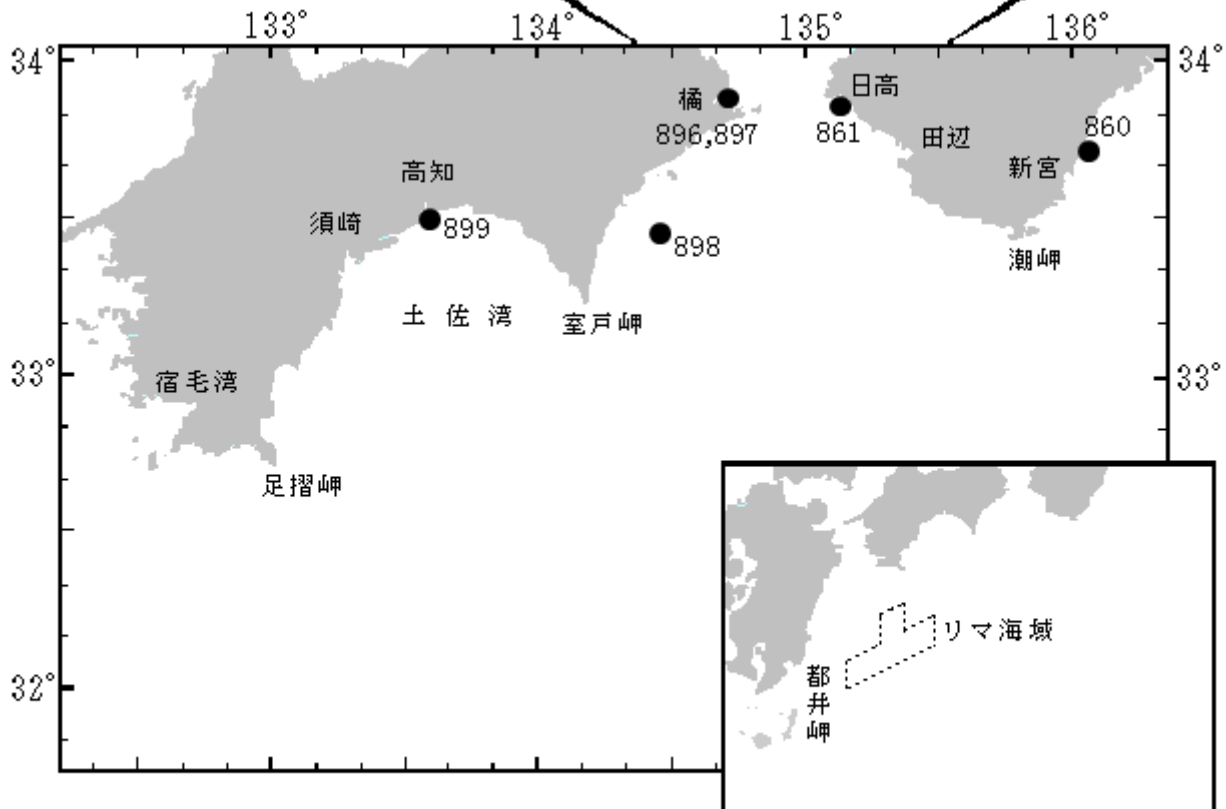 133° 134° 135° 136°
34° 34°
日高
橘
861
896,897
860
田辺
新宮
高知
須崎
899
898
潮岬
土佐湾
室戸岬
33° 33°
宿毛湾
足摺岬
リマ海域
32°
都井岬